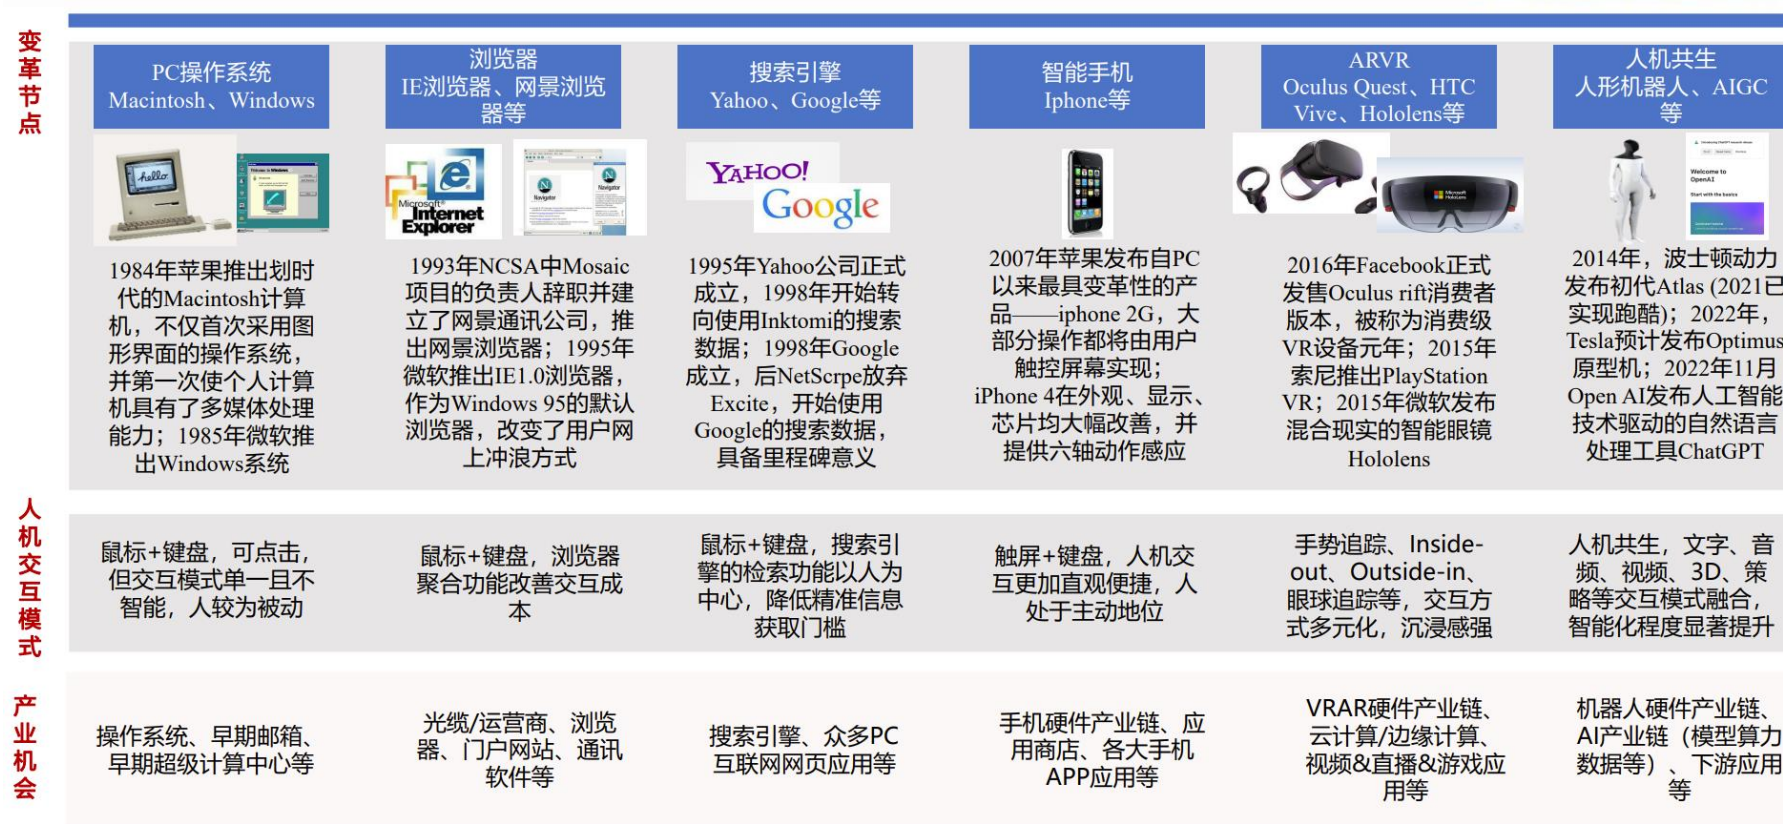 变革节点
PC操作系统
Macintosh、Windows
浏览器
IE浏览器、网景浏览
器等
搜索引擎
Yahoo、Google等
智能手机
Iphone等
ARVR
Oculus Quest、HTC
Vive、Hololens等
人机共生
人形机器人、AIGC
等
hello
Microsoft
Internet
Explorer
Navigator
Navigator
YAHOO!
Google
Microsoft
HoloLens
Welcome to
OpenAI
Start with the basics
1984年苹果推出划时
代的Macintosh计算
机，不仅首次采用图
形界面的操作系统，
并第一次使个人计算
机具有了多媒体处理
能力；1985年微软推
出Windows系统
1993年NCSA中Mosaic
项目的负责人辞职并建
立了网景通讯公司，推
出网景浏览器；1995年
微软推出IE1.0浏览器，
作为Windows 95的默认
浏览器，改变了用户网
上冲浪方式
1995年Yahoo公司正式
成立，1998年开始转
向使用Inktomi的搜索
数据；1998年Google
成立，后NetScrpe放弃
Excite，开始使用
Google的搜索数据，
具备里程碑意义
2007年苹果发布自PC
以来最具变革性的产
品——iphone 2G，大
部分操作都将由用户
触控屏幕实现；
iPhone 4在外观、显示、
芯片均大幅改善，并
提供六轴动作感应
2016年Facebook正式
发售Oculus rift消费者
版本，被称为消费级
VR设备元年；2015年
索尼推出PlayStation
VR；2015年微软发布
混合现实的智能眼镜
Hololens
2014年，波士顿动力
发布初代Atlas (2021已
实现跑酷)；2022年，
Tesla预计发布Optimus
原型机；2022年11月
Open AI发布人工智能
技术驱动的自然语言
处理工具ChatGPT
人机交互模式
鼠标+键盘，可点击，
但交互模式单一且不
智能，人较为被动
鼠标+键盘，浏览器
聚合功能改善交互成
本
鼠标+键盘，搜索引
擎的检索功能以人为
中心，降低精准信息
获取门槛
触屏+键盘，人机交
互更加直观便捷，人
处于主动地位
手势追踪、Inside-
out、Outside-in、
眼球追踪等，交互方
式多元化，沉浸感强
人机共生，文字、音
频、视频、3D、策
略等交互模式融合，
智能化程度显著提升
产业机会
操作系统、早期邮箱、
早期超级计算中心等
光缆/运营商、浏览
器、门户网站、通讯
软件等
搜索引擎、众多PC
互联网网页应用等
手机硬件产业链、应
用商店、各大手机
APP应用等
VRAR硬件产业链、
云计算/边缘计算、
视频&直播&游戏应
用等
机器人硬件产业链、
AI产业链（模型算力
数据等）、下游应用
等